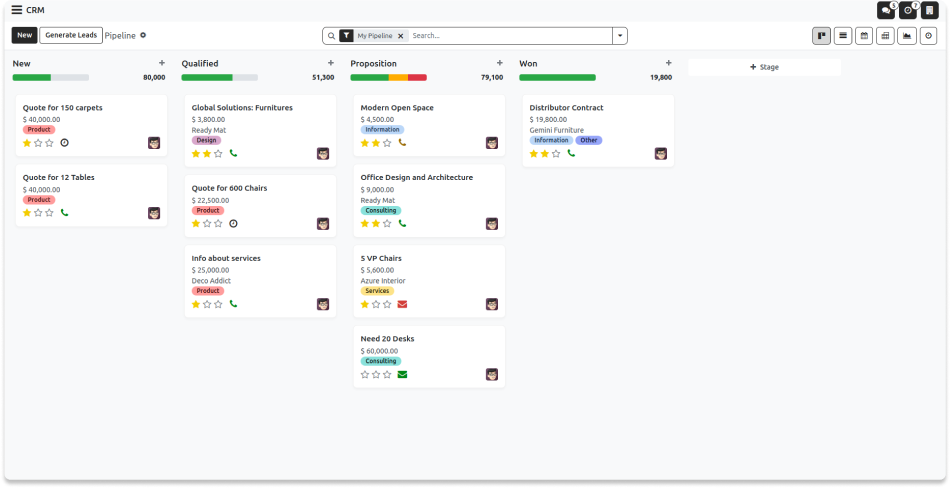 CRM
5
7
New
Generate Leads
Pipeline
My Pipeline
Search...
New
80,000
Quote for 150 carpets
$ 40,000.00
Product
Quote for 12 Tables
$ 40,000.00
Product
Qualified
51,300
Global Solutions: Furnitures
$ 3,800.00
Ready Mat
Design
Quote for 600 Chairs
$ 22,500.00
Product
Info about services
$ 25,000.00
Deco Addict
Product
Proposition
79,100
Modern Open Space
$ 4,500.00
Information
Office Design and Architecture
$ 9,000.00
Ready Mat
Consulting
5 VP Chairs
$ 5,600.00
Azure Interior
Services
Need 20 Desks
$ 60,000.00
Consulting
Won
19,800
Distributor Contract
$ 19,800.00
Gemini Furniture
Information Other
+ Stage